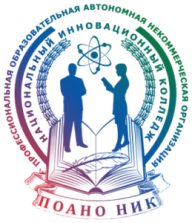 ПРОФЕССИОНАЛЬНАЯ ОБРАЗОВАТЕЛЬНАЯ АВТОНОМНАЯ НЕКОММЕРЧЕСКАЯ ОРГАНИЗАЦИЯ
НАЦИОНАЛЬНЫЙ ИННОВАЦИОННЫЙ КОЛЛЕДЖ
ПОАНО НИК